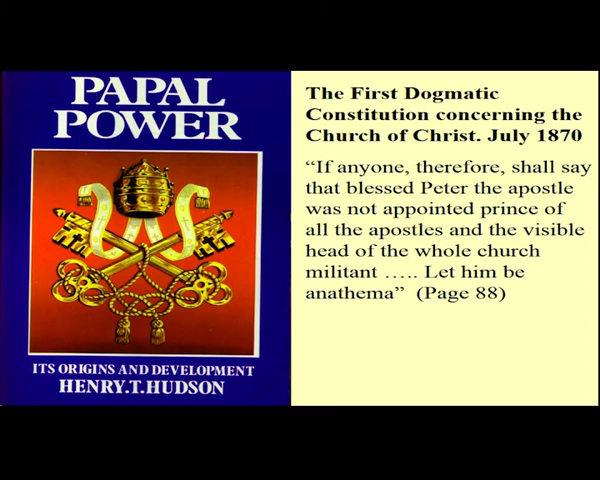 PAPAL
POWER
ITS ORIGINS AND DEVELOPMENT
HENRY.T.HUDSON
The First Dogmatic
Constitution concerning the
Church of Christ. July 1870
“If anyone, therefore, shall say
that blessed Peter the apostle
was not appointed prince of
all the apostles and the visible
head of the whole church
militant ….. Let him be
anathema” (Page 88)